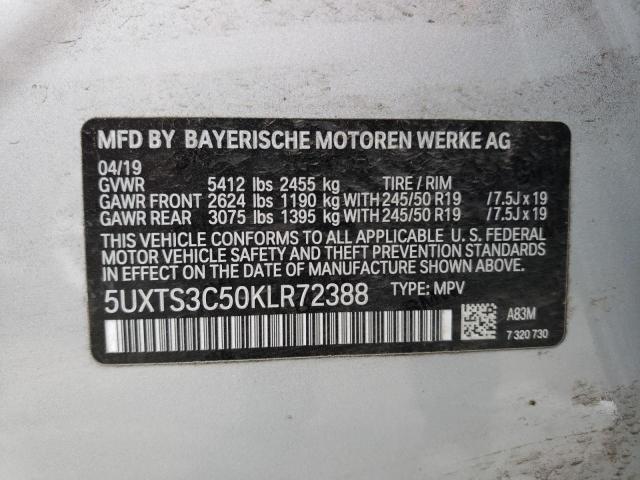 MFD BY BAYERISCHE MOTOREN WERKE AG
04/19
GVWR 5412 lbs 2455 kg TIRE / RIM
GAWR FRONT 2624 lbs 1190 kg WITH 245/50 R19 /7.5J x 19
GAWR REAR 3075 lbs 1395 kg WITH 245/50 R19 /7.5J x 19
THIS VEHICLE CONFORMS TO ALL APPLICABLE U. S. FEDERAL
MOTOR VEHICLE SAFETY, BUMPER, AND THEFT PREVENTION
STANDARDS IN EFFECT ON THE DATE OF MANUFACTURE SHOWN ABOVE.
5UXTS3C50KLR72388 TYPE: MPV
A83M
7 320 730